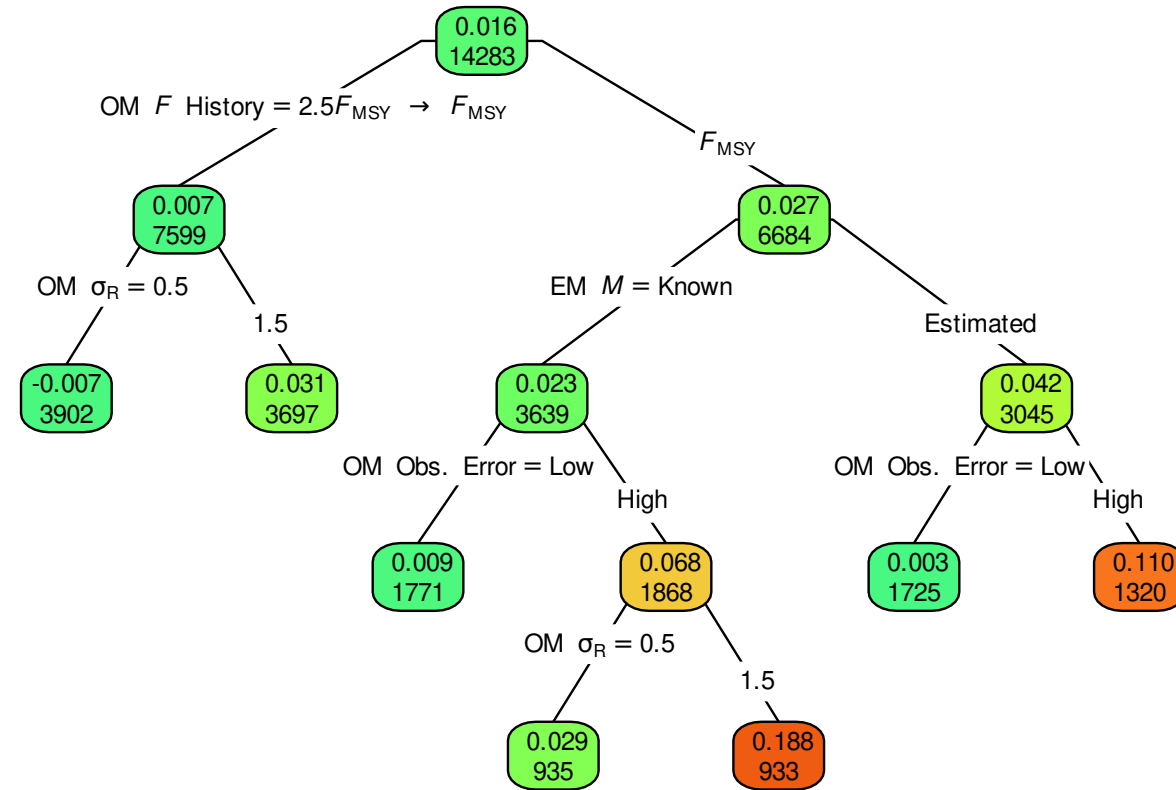 0.016
14283
OM F History = 2.5F_MSY → F_MSY
F_MSY
0.007
7599
0.027
6684
OM σ_R = 0.5
1.5
EM M = Known
Estimated
-0.007
3902
0.031
3697
0.023
3639
0.042
3045
OM Obs. Error = Low
High
OM Obs. Error = Low
High
0.009
1771
0.068
1868
0.003
1725
0.110
1320
OM σ_R = 0.5
1.5
0.029
935
0.188
933